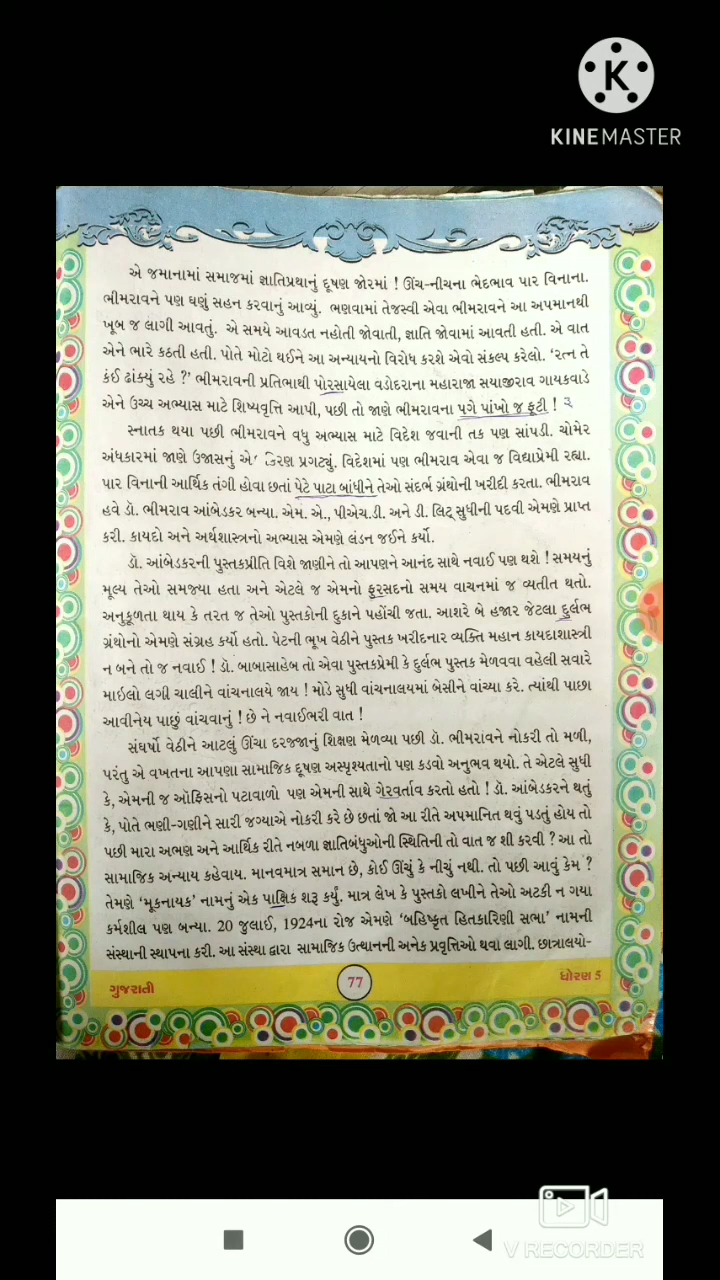 KINEMASTER
એ જમાનામાં સમાજમાં જ્ઞાતિપ્રથાનું દૂષણ જોરમાં ! ઊંચ-નીચના ભેદભાવ પાર વિનાના.
ભીમરાવને પણ ઘણું સહન કરવાનું આવ્યું. ભણવામાં તેજસ્વી એવા ભીમરાવને આ અપમાનથી
ખૂબ જ લાગી આવતું. એ સમયે આવડત નહોતી જોવાતી, જ્ઞાતિ જોવામાં આવતી હતી. એ વાત
એને ભારે કઠતી હતી. પોતે મોટો થઈને આ અન્યાયનો વિરોધ કરશે એવો સંકલ્પ કરેલો. ‘રત્ન તે
કંઈ ઢાંક્યું રહે ?’ ભીમરાવની પ્રતિભાથી પોરસાયેલા વડોદરાના મહારાજા સયાજીરાવ ગાયકવાડે
એને ઉચ્ચ અભ્યાસ માટે શિષ્યવૃત્તિ આપી, પછી તો જાણે ભીમરાવના પગે પાંખો જ ફૂટી !
સ્નાતક થયા પછી ભીમરાવને વધુ અભ્યાસ માટે વિદેશ જવાની તક પણ સાંપડી. ચોમેર
અંધકારમાં જાણે ઉજાસનું કિરણ પ્રગટ્યું. વિદેશમાં પણ ભીમરાવ એવા જ વિદ્યાપ્રેમી રહ્યા.
પાર વિનાની આર્થિક તંગી હોવા છતાં પેટે પાટા બાંધીને તેઓ સંદર્ભ ગ્રંથોની ખરીદી કરતા. ભીમરાવ
હવે ડૉ. ભીમરાવ આંબેડકર બન્યા. એમ. એ., પીએચ.ડી. અને ડી. લિટ્ સુધીની પદવી એમણે પ્રાપ્ત
કરી. કાયદો અને અર્થશાસ્ત્રનો અભ્યાસ એમણે લંડન જઈને કર્યો.
ડૉ. આંબેડકરની પુસ્તકપ્રીતિ વિશે જાણીને તો આપણને આનંદ સાથે નવાઈ પણ થશે ! સમયનું
મૂલ્ય તેઓ સમજ્યા હતા અને એટલે જ એમનો ફુરસદનો સમય વાચનમાં જ વ્યતીત થતો.
અનુકૂળતા થાય કે તરત જ તેઓ પુસ્તકોની દુકાને પહોંચી જતા. આશરે બે હજાર જેટલા દુર્લભ
ગ્રંથોનો એમણે સંગ્રહ કર્યો હતો. પેટની ભૂખ વેઠીને પુસ્તક ખરીદનાર વ્યક્તિ મહાન કાયદાશાસ્ત્રી
ન બને તો જ નવાઈ ! ડૉ. બાબાસાહેબ તો એવા પુસ્તકપ્રેમી કે દુર્લભ પુસ્તક મેળવવા વહેલી સવારે
માઈલો લગી ચાલીને વાંચનાલયે જાય ! મોડે સુધી વાંચનાલયમાં બેસીને વાંચ્યા કરે. ત્યાંથી પાછા
આવીનેય પાછું વાંચવાનું ! છે ને નવાઈભરી વાત !
સંઘર્ષો વેઠીને આટલું ઊંચા દરજ્જાનું શિક્ષણ મેળવ્યા પછી ડૉ. ભીમરાવને નોકરી તો મળી,
પરંતુ એ વખતના આપણા સામાજિક દૂષણ અસ્પૃશ્યતાનો પણ કડવો અનુભવ થયો. તે એટલે સુધી
કે, એમની જ ઑફિસનો પટાવાળો પણ એમની સાથે ગેરવર્તાવ કરતો હતો ! ડૉ. આંબેડકરને થતું
કે, પોતે ભણી-ગણીને સારી જગ્યાએ નોકરી કરે છે છતાં જો આ રીતે અપમાનિત થવું પડતું હોય તો
પછી મારા અભણ અને આર્થિક રીતે નબળા જ્ઞાતિબંધુઓની સ્થિતિની તો વાત જ શી કરવી ? આ તો
સામાજિક અન્યાય કહેવાય. માનવમાત્ર સમાન છે, કોઈ ઊંચું કે નીચું નથી. તો પછી આવું કેમ ?
તેમણે ‘મૂકનાયક’ નામનું એક પાક્ષિક શરૂ કર્યું. માત્ર લેખ કે પુસ્તકો લખીને તેઓ અટકી ન ગયા
કર્મશીલ પણ બન્યા. 20 જુલાઈ, 1924ના રોજ એમણે ‘બહિષ્કૃત હિતકારિણી સભા’ નામની
સંસ્થાની સ્થાપના કરી. આ સંસ્થા દ્વારા સામાજિક ઉત્થાનની અનેક પ્રવૃત્તિઓ થવા લાગી. છાત્રાલયો-
ગુજરાતી 77 ધોરણ 5
V RECORDER